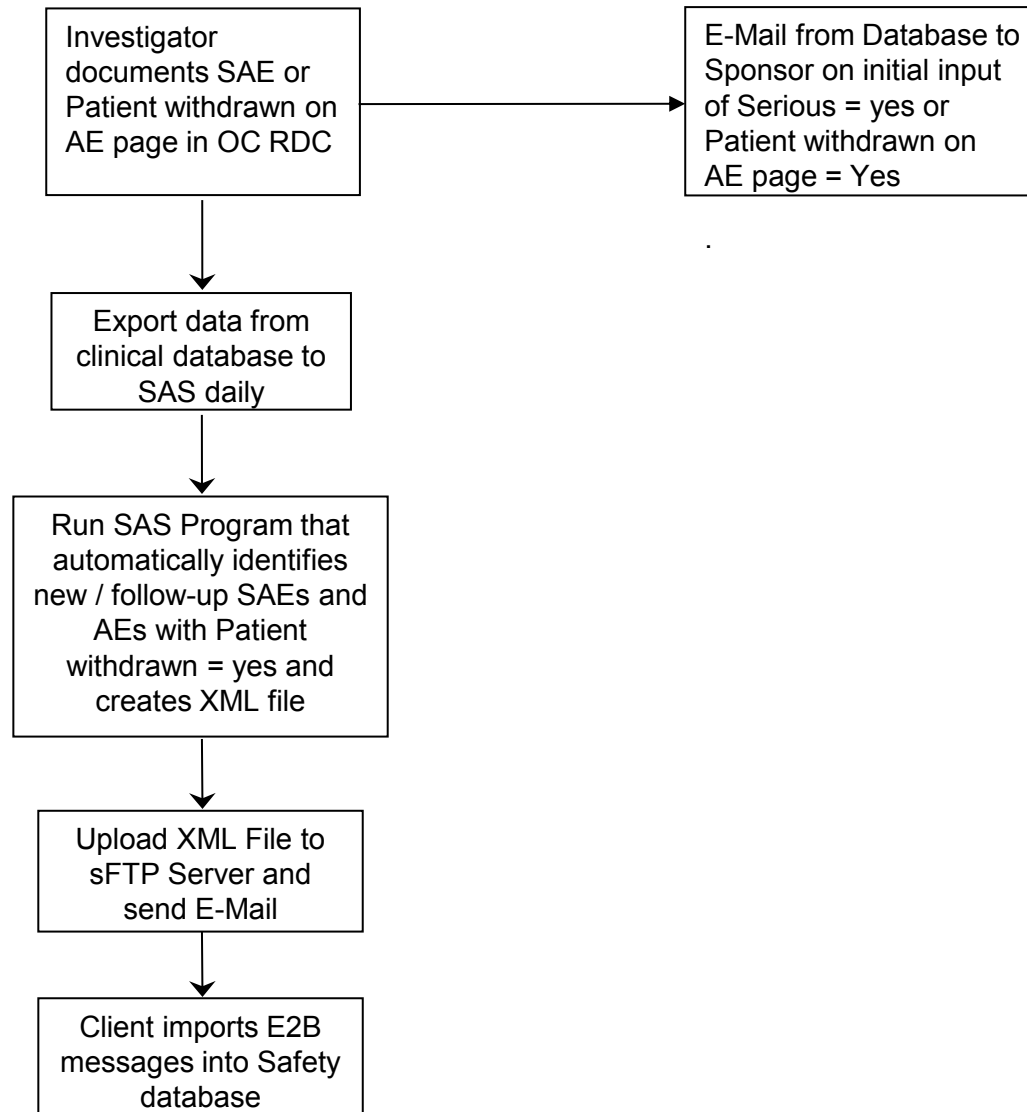 Investigator
documents SAE or
Patient withdrawn on
AE page in OC RDC
E-Mail from Database to
Sponsor on initial input
of Serious = yes or
Patient withdrawn on
AE page = Yes
.
Export data from
clinical database to
SAS daily
Run SAS Program that
automatically identifies
new / follow-up SAEs and
AEs with Patient
withdrawn = yes and
creates XML file
Upload XML File to
sFTP Server and
send E-Mail
Client imports E2B
messages into Safety
database